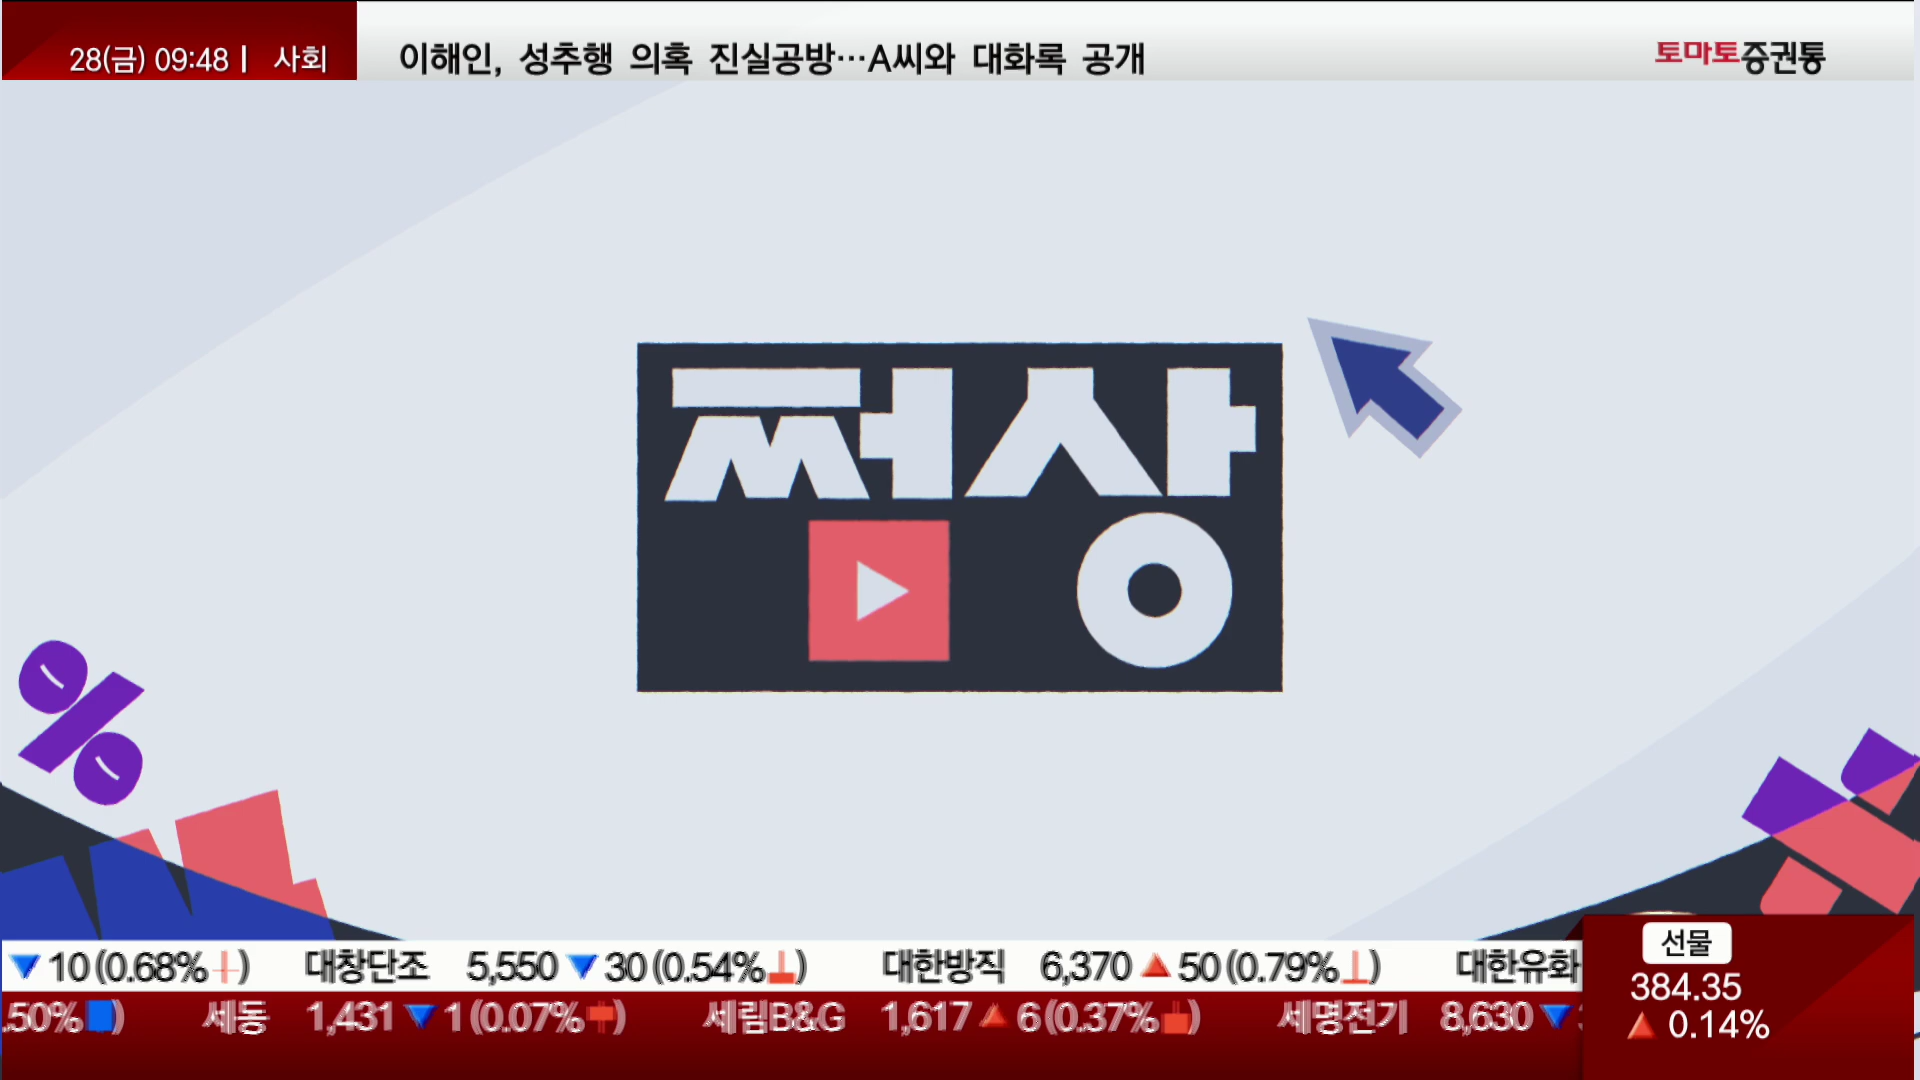 28(금) 09:48 | 사회
이해인, 성추행 의혹 진실공방…A씨와 대화록 공개
토마토증권통
쩜상
▼10(0.68%) 대창단조 5,550 ▼30(0.54%) 대한방직 6,370 ▲50(0.79%) 대한유화
.50%) 세동 1,431 ▼1(0.07%) 세림B&G 1,617 ▲6(0.37%) 세명전기 8,630 ▼
선물
384.35
▲ 0.14%